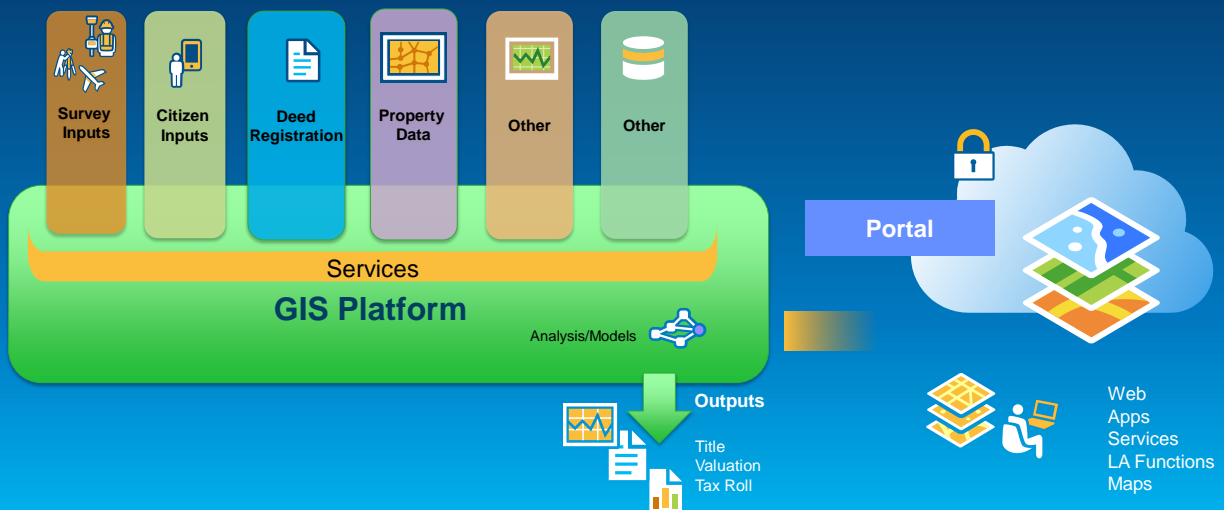 Survey
Inputs
Citizen
Inputs
Deed
Registration
Property
Data
Other
Other
Services
GIS Platform
Analysis/Models
Outputs
Title
Valuation
Tax Roll
Portal
Web
Apps
Services
LA Functions
Maps